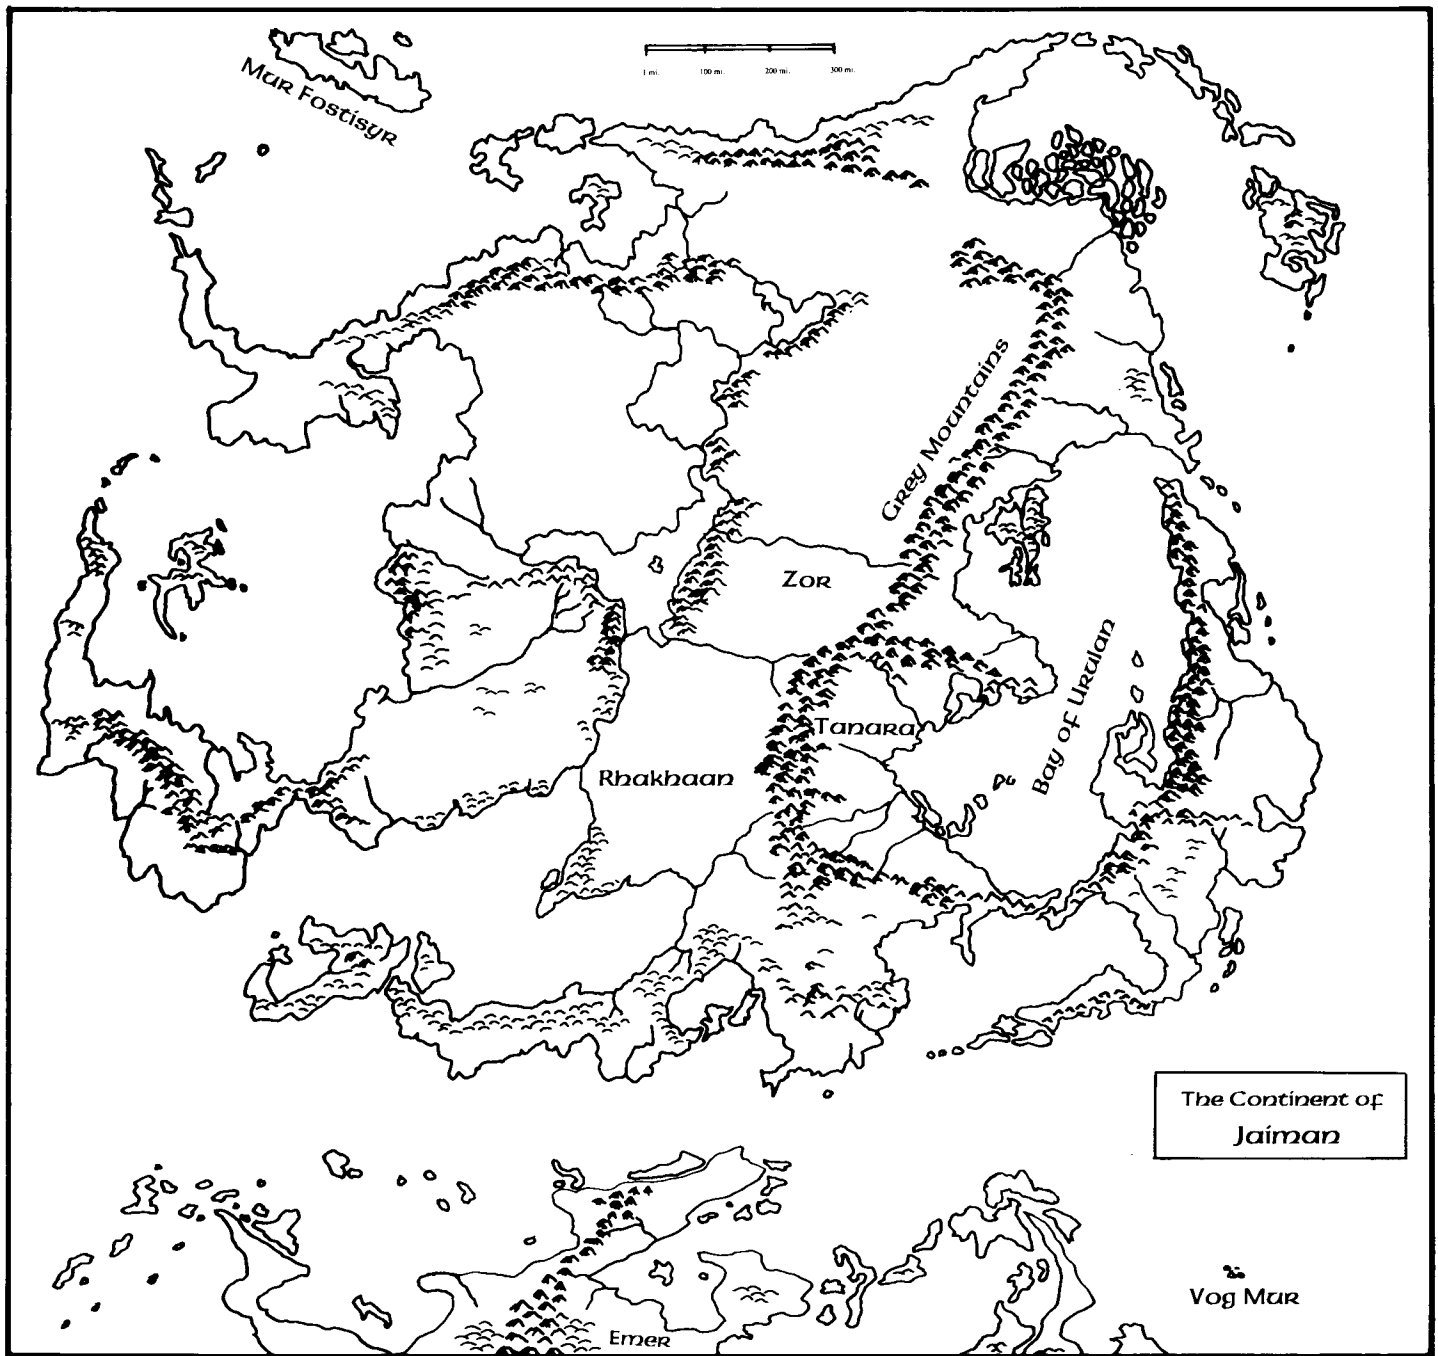 Mur Fostisyr
1 mi. 100 mi. 200 mi. 300 mi.
Grey Mountains
Zor
Bay of Urulan
Tanara
Rhakhaan
The Continent of
Jaiman
Vog Mur
Emer